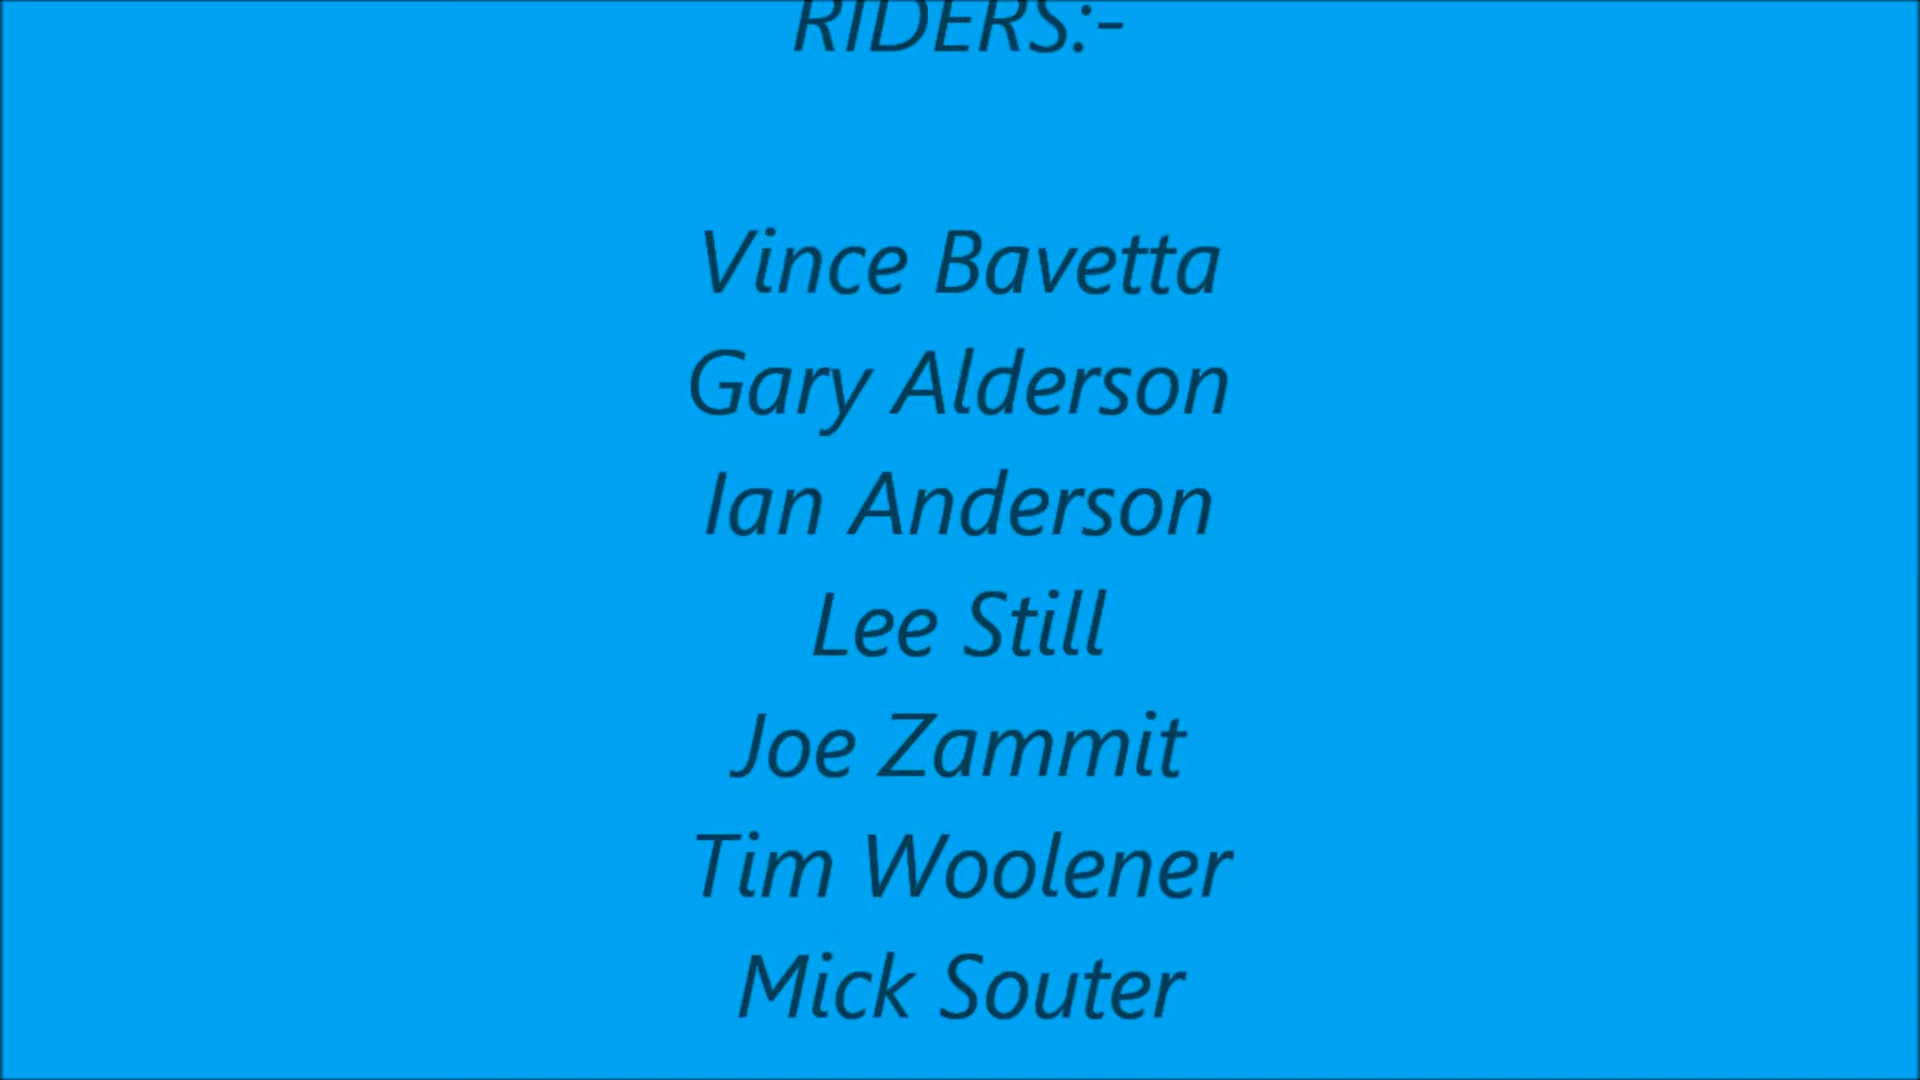 RIDERS:-
Vince Bavetta
Gary Alderson
Ian Anderson
Lee Still
Joe Zammit
Tim Woolener
Mick Souter